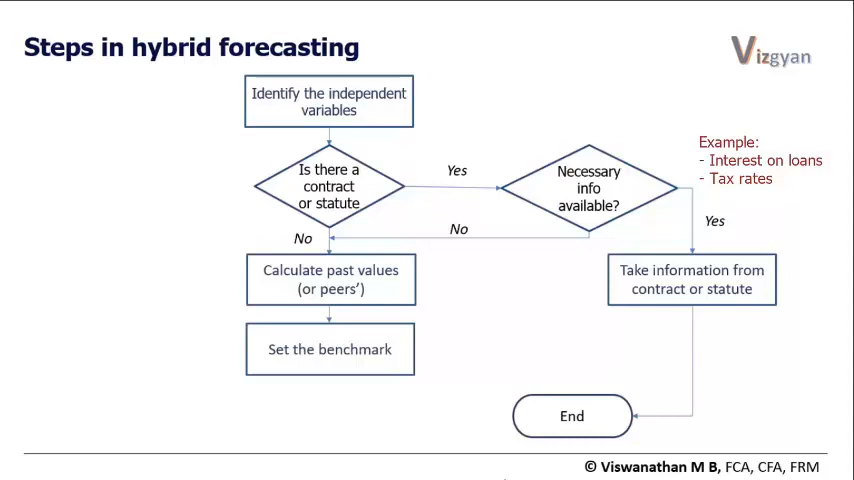 Steps in hybrid forecasting
Vizgyan
Identify the independent
variables
Example:
- Interest on loans
- Tax rates
Is there a
contract
or statute
Yes
Necessary
info
available?
Yes
No
No
Calculate past values
(or peers’)
Take information from
contract or statute
Set the benchmark
End
© Viswanathan M B, FCA, CFA, FRM